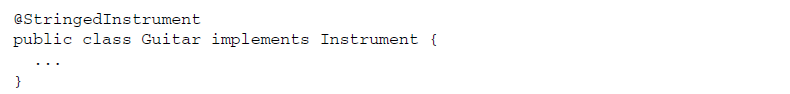 @StringedInstrument
public class Guitar implements Instrument {
  ...
}